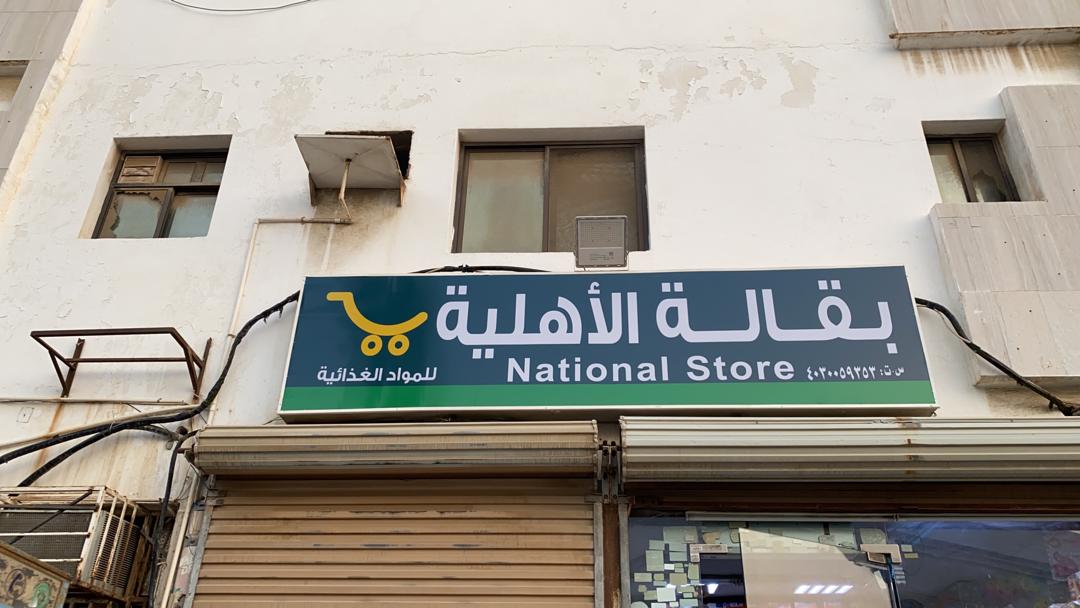 بقالة الأهلية
للمواد الغذائية
National Store
س.ت: ٤٠٣٠٠٥٩٣٥٣